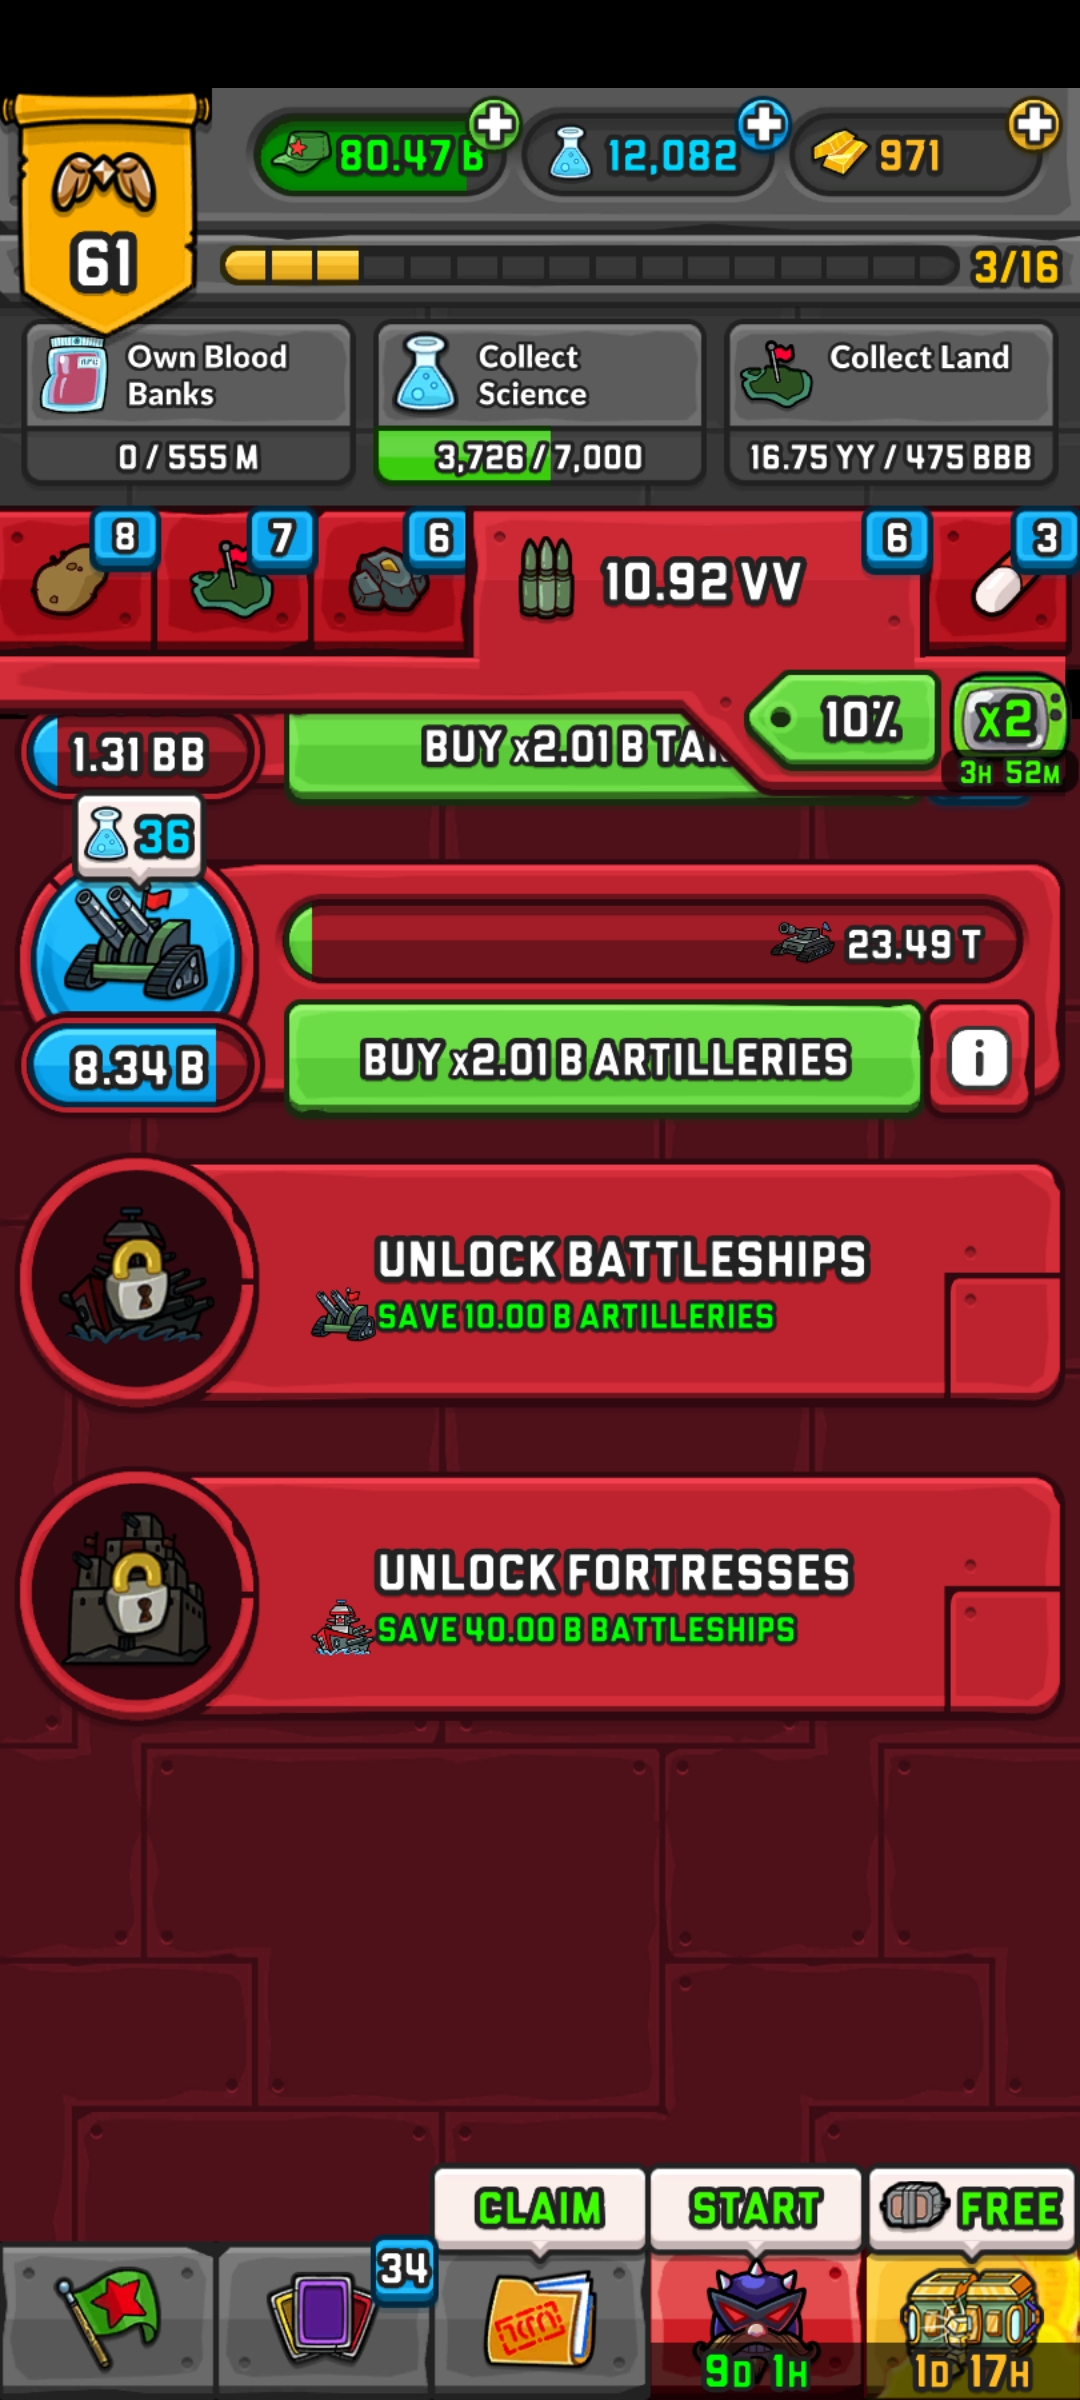 80.47 B
12,082
971
61
3/16
Own Blood
Banks
0 / 555 M
Collect
Science
3,726 / 7,000
Collect Land
16.75 YY / 475 BBB
8
7
6
10.92 VV
6
3
10%
x2
3H 52M
1.31 BB
BUY x2.01 B
36
23.49 T
8.34 B
BUY x2.01 B ARTILLERIES
i
UNLOCK BATTLESHIPS
SAVE 10.00 B ARTILLERIES
UNLOCK FORTRESSES
SAVE 40.00 B BATTLESHIPS
CLAIM
START
FREE
34
9D 1H
1D 17H